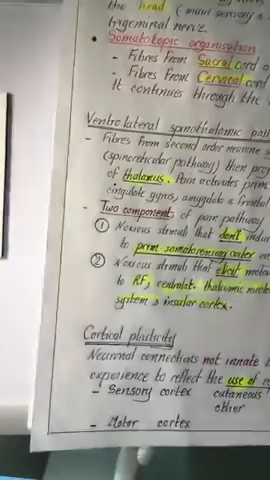 the head (main sensory &
trigeminal nerve.
• Somatotopic organisation
- Fibres from Sacral cord a
- Fibres from Cervical cord
It continues through the
Ventrolateral spinothalamic pat
- Fibres from second order neurone
(spinoreticular pathway) then pro
of thalamus. Pain activates prim
cingulate gyrus, amygdala & frontal
- Two components of pain pathway
① Noxious stimuli that don't indu
to prim somatosensory cortex
② Noxious stimuli that elicit
to RF, centrolat. thalamic nucle
system & insular cortex.
Cortical plasticity
Neuronal connections not innate b
experience to reflect the use of
- Sensory cortex cutaneous
other
- Motor cortex